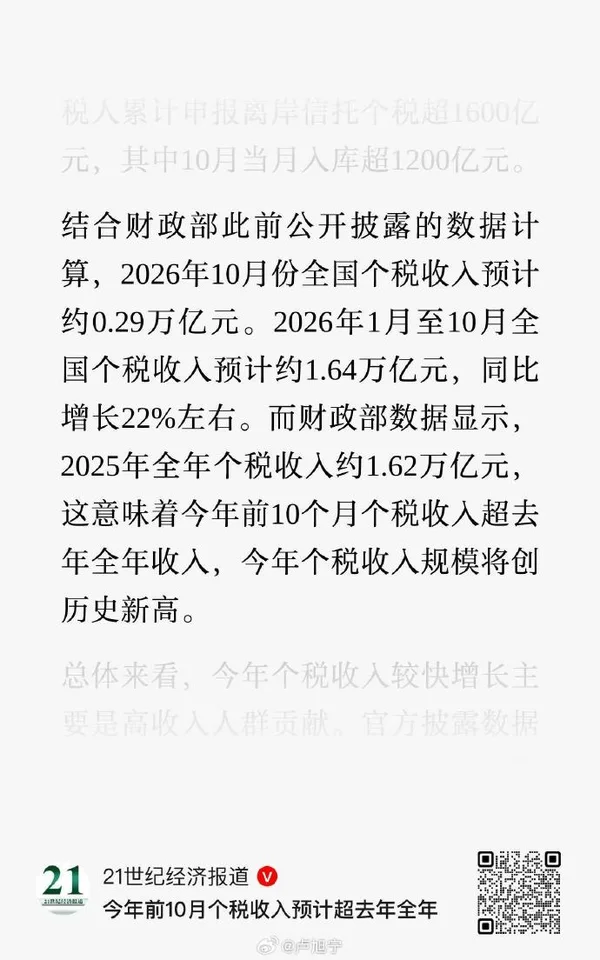 税人累计申报离岸信托个税超1600亿
元，其中10月当月入库超1200亿元。
结合财政部此前公开披露的数据计
算，2026年10月份全国个税收入预计
约0.29万亿元。2026年1月至10月全
国个税收入预计约1.64万亿元，同比
增长22%左右。而财政部数据显示，
2025年全年个税收入约1.62万亿元，
这意味着今年前10个月个税收入超去
年全年收入，今年个税收入规模将创
历史新高。
总体来看，今年个税收入较快增长主
要是高收入人群贡献。官方披露数据
21
21世纪经济报道
21世纪经济报道 V
今年前10月个税收入预计超去年全年
@卢旭宁